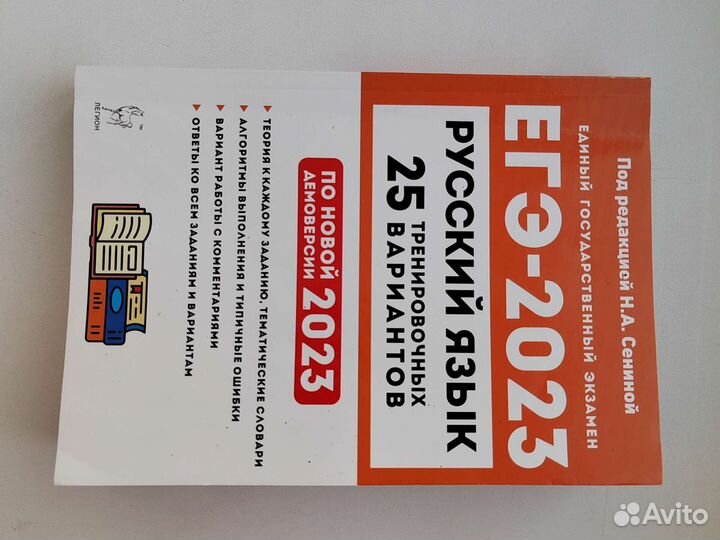 Под редакцией Н.А. Сениной
ЕДИНЫЙ ГОСУДАРСТВЕННЫЙ ЭКЗАМЕН
ЕГЭ-2023
РУССКИЙ ЯЗЫК
25 ТРЕНИРОВОЧНЫХ
ВАРИАНТОВ
ПО НОВОЙ
ДЕМОВЕРСИИ 2023
ТЕОРИЯ К КАЖДОМУ ЗАДАНИЮ, ТЕМАТИЧЕСКИЕ СЛОВАРИ
АЛГОРИТМЫ ВЫПОЛНЕНИЯ И ТИПИЧНЫЕ ОШИБКИ
ВАРИАНТ РАБОТЫ С КОММЕНТАРИЯМИ
ОТВЕТЫ КО ВСЕМ ЗАДАНИЯМ И ВАРИАНТАМ
ЛЕГИОН
TM
Avito